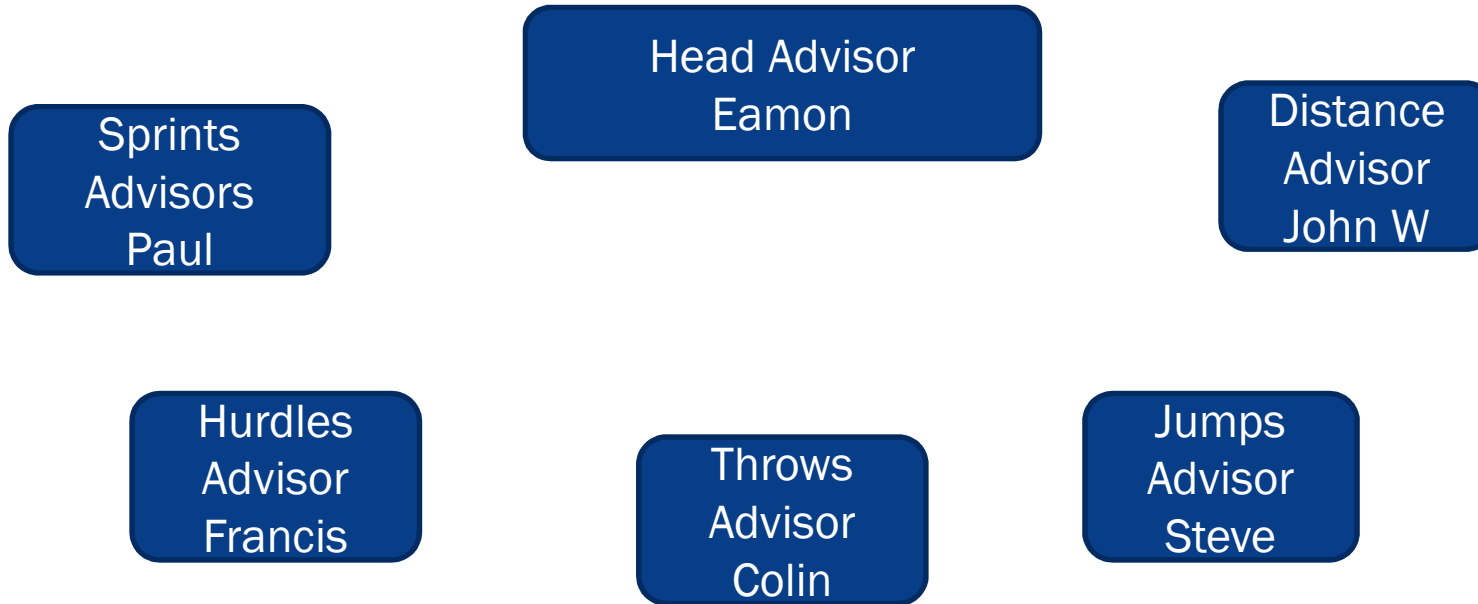 Head Advisor
Eamon
Sprints
Advisors
Paul
Distance
Advisor
John W
Hurdles
Advisor
Francis
Throws
Advisor
Colin
Jumps
Advisor
Steve